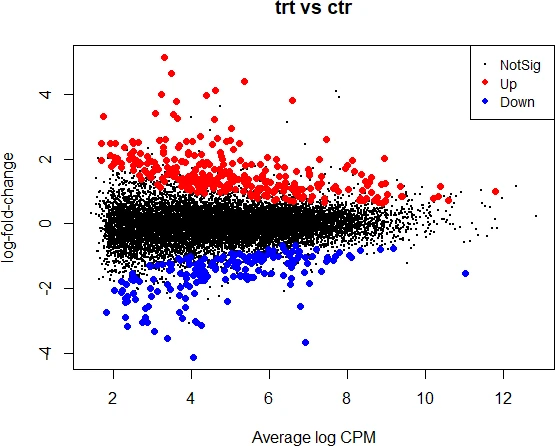 trt vs ctr
NotSig
Up
Down
4
2
0
-2
-4
log-fold-change
2 4 6 8 10 12
Average log CPM